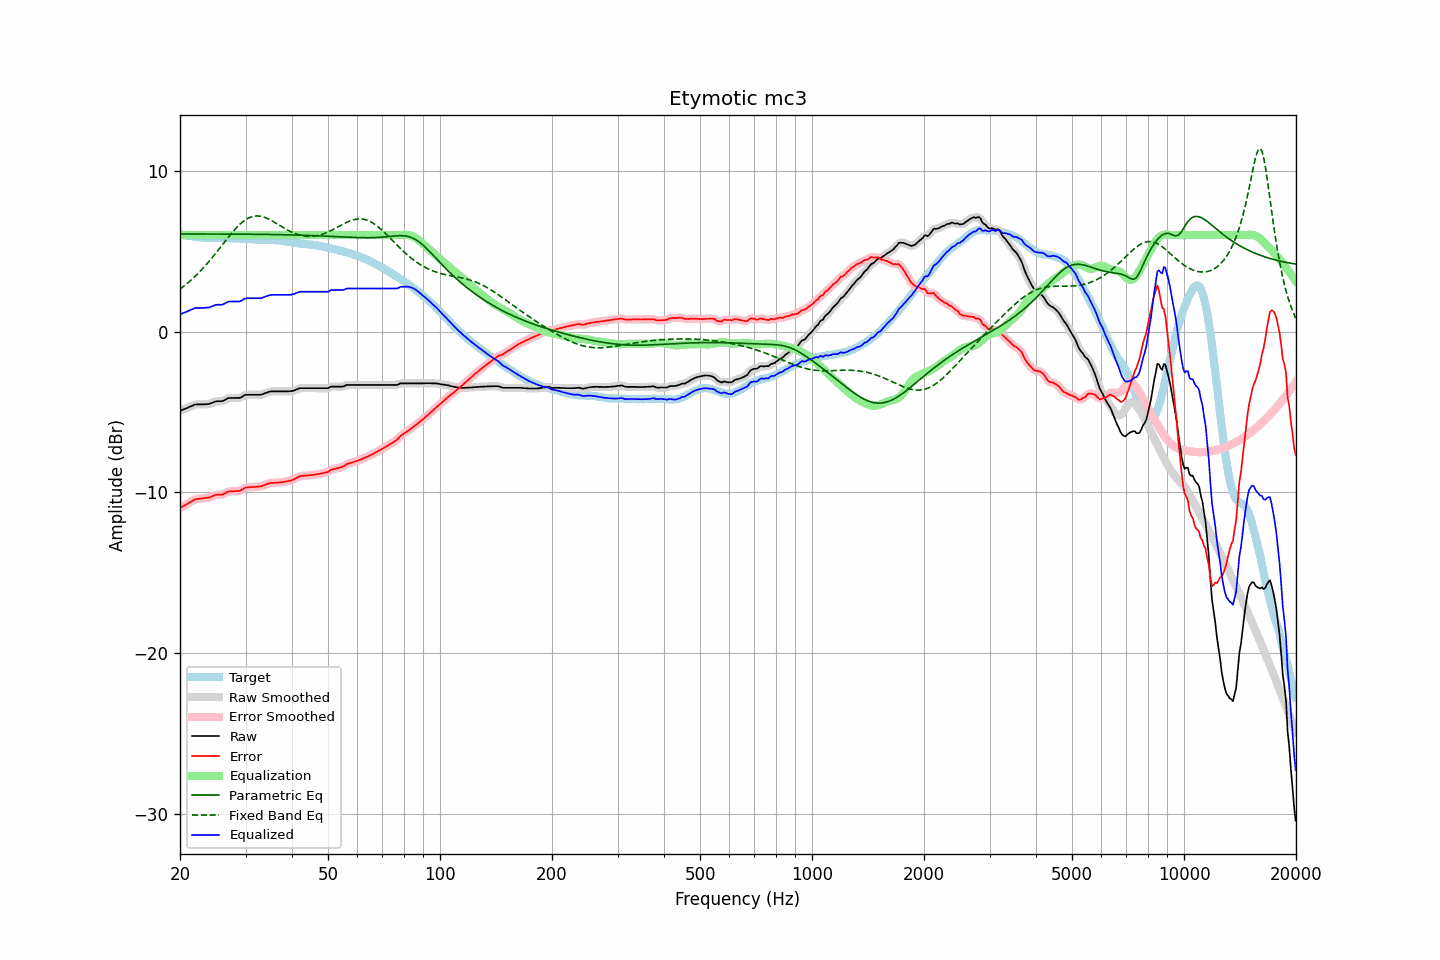 Etymotic mc3
Amplitude (dBr)
10
0
−10
−20
−30
Target
Raw Smoothed
Error Smoothed
Raw
Error
Equalization
Parametric Eq
Fixed Band Eq
Equalized
20 50 100 200 500 1000 2000 5000 10000 20000
Frequency (Hz)